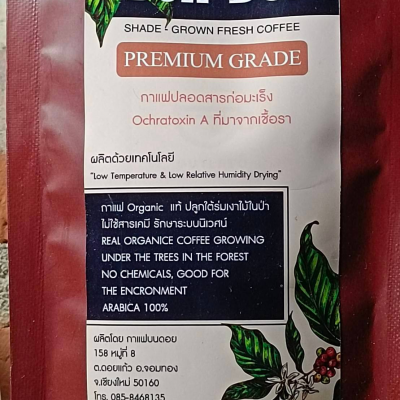 SHADE - GROWN FRESH COFFEE
PREMIUM GRADE
กาแฟปลอดสารก่อมะเร็ง
Ochratoxin A ที่มาจากเชื้อรา
ผลิตด้วยเทคโนโลยี
"Low Temperature & Low Relative Humidity Drying"
กาแฟ Organic แท้ ปลูกใต้ร่มเงาไม้ในป่า
ไม่ใช้สารเคมี รักษาระบบนิเวศน์
REAL ORGANICE COFFEE GROWING
UNDER THE TREES IN THE FOREST
NO CHEMICALS, GOOD FOR
THE ENCRONMENT
ARABICA 100%
ผลิตโดย กาแฟบนดอย
158 หมู่ที่ 8
ต.ดอยแก้ว อ.จอมทอง
จ.เชียงใหม่ 50160
โทร. 085-8468135